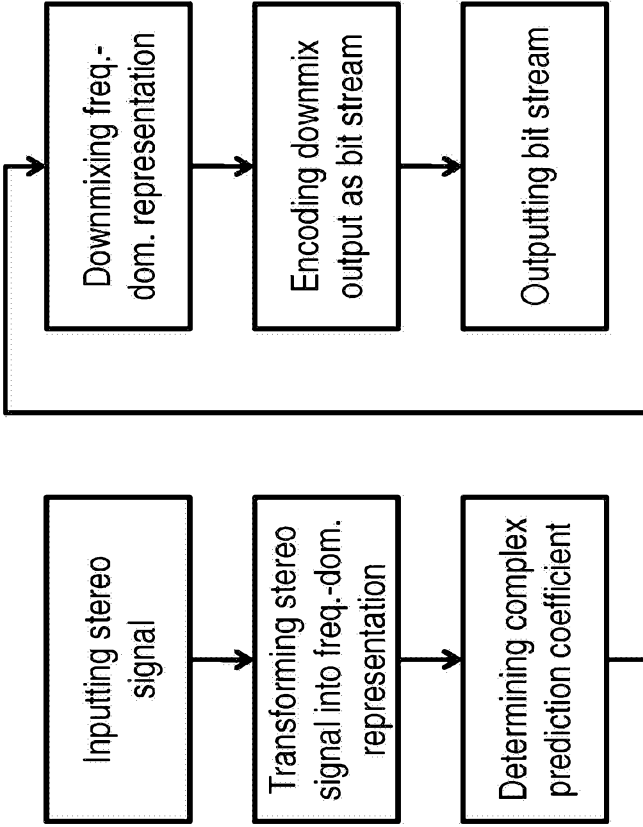 Inputting stereo
signal
Transforming stereo
signal into freq.-dom.
representation
Determining complex
prediction coefficient
Downmixing freq.-
dom. representation
Encoding downmix
output as bit stream
Outputting bit stream